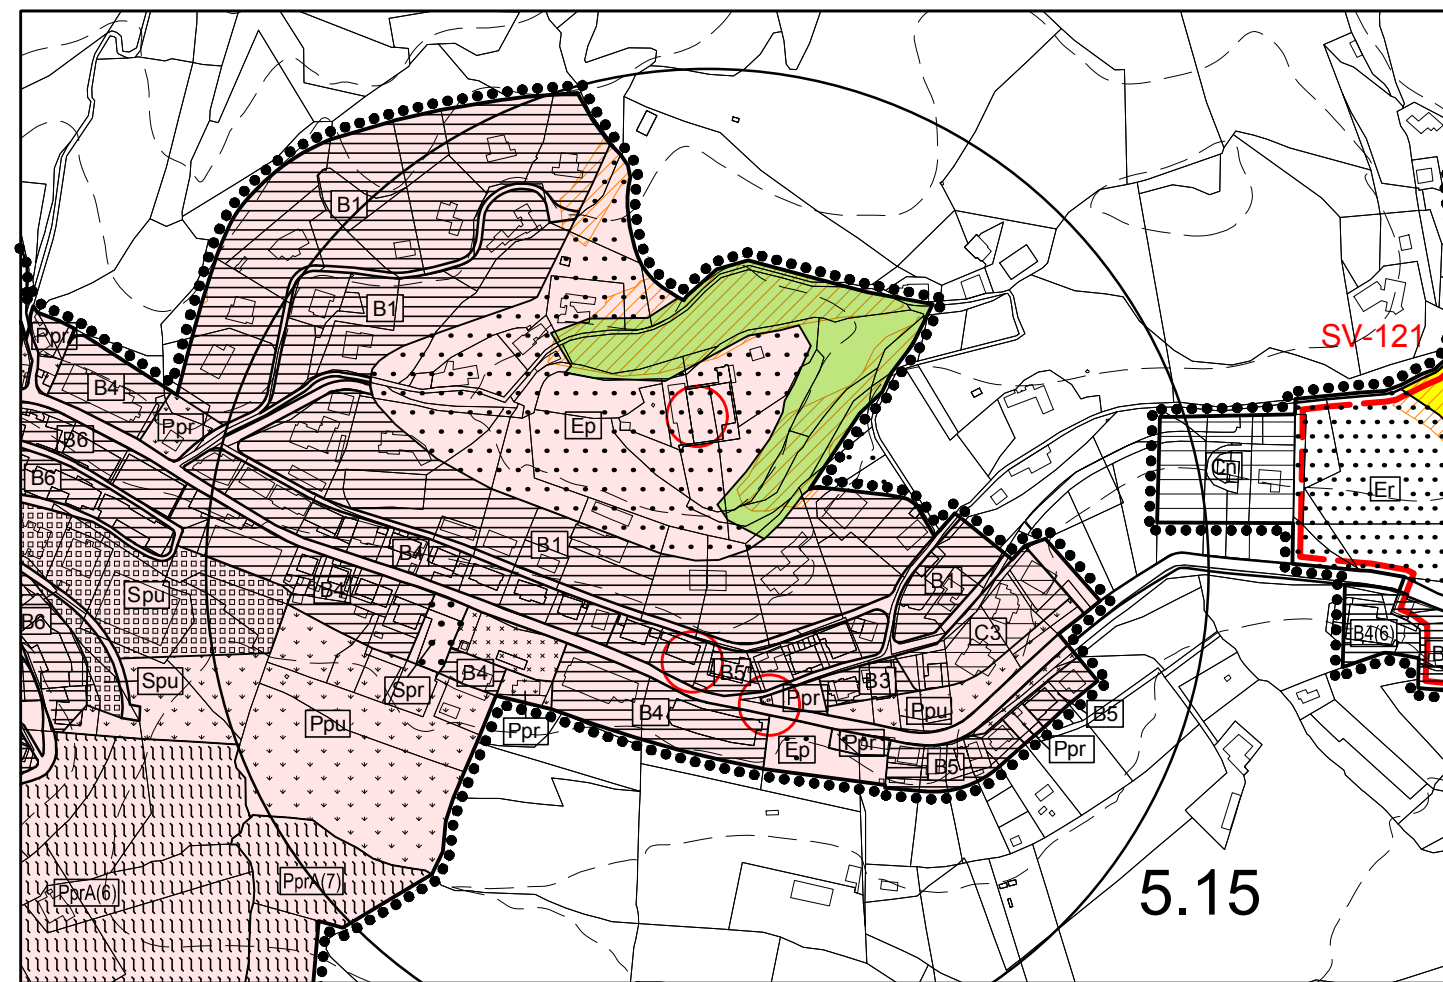 B1
B1
SV-121
Ppr
B4
Ppr
Ep
B6
Cn
B6
Er
B1
B4
B1
B4
Spu
B6
C3
B4(6)
B
B5
B4
B3
Spu
Spr
Ppr
Ppu
B4
B5
Ppu
Ppr
Ppr
Ep
Ppr
B5
PprA(7)
PprA(6)
5.15